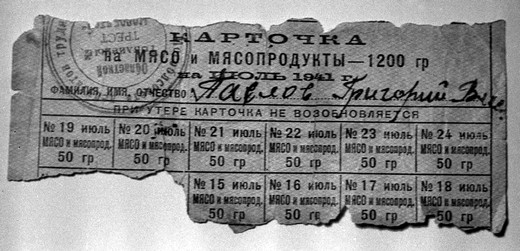 КАРТОЧКА
на МЯСО и МЯСОПРОДУКТЫ—1200 гр
на ИЮЛЬ 1941 г.
ФАМИЛИЯ, ИМЯ, ОТЧЕСТВО Павлов Григорий
ПРИ УТЕРЕ КАРТОЧКА НЕ ВОЗОБНОВЛЯЕТСЯ
№ 19 июль № 20 июль № 21 июль № 22 июль № 23 июль № 24 июль
МЯСО и мясопрод. МЯСО и мясопрод. МЯСО и мясопрод. МЯСО и мясопрод. МЯСО и мясопрод. МЯСО и мясопрод.
50 гр 50 гр 50 гр 50 гр 50 гр 50 гр
№ 15 июль № 16 июль № 17 июль № 18 июль
МЯСО и мясопрод. МЯСО и мясопрод. МЯСО и мясопрод. МЯСО и мясопрод.
50 гр 50 гр 50 гр 50 гр